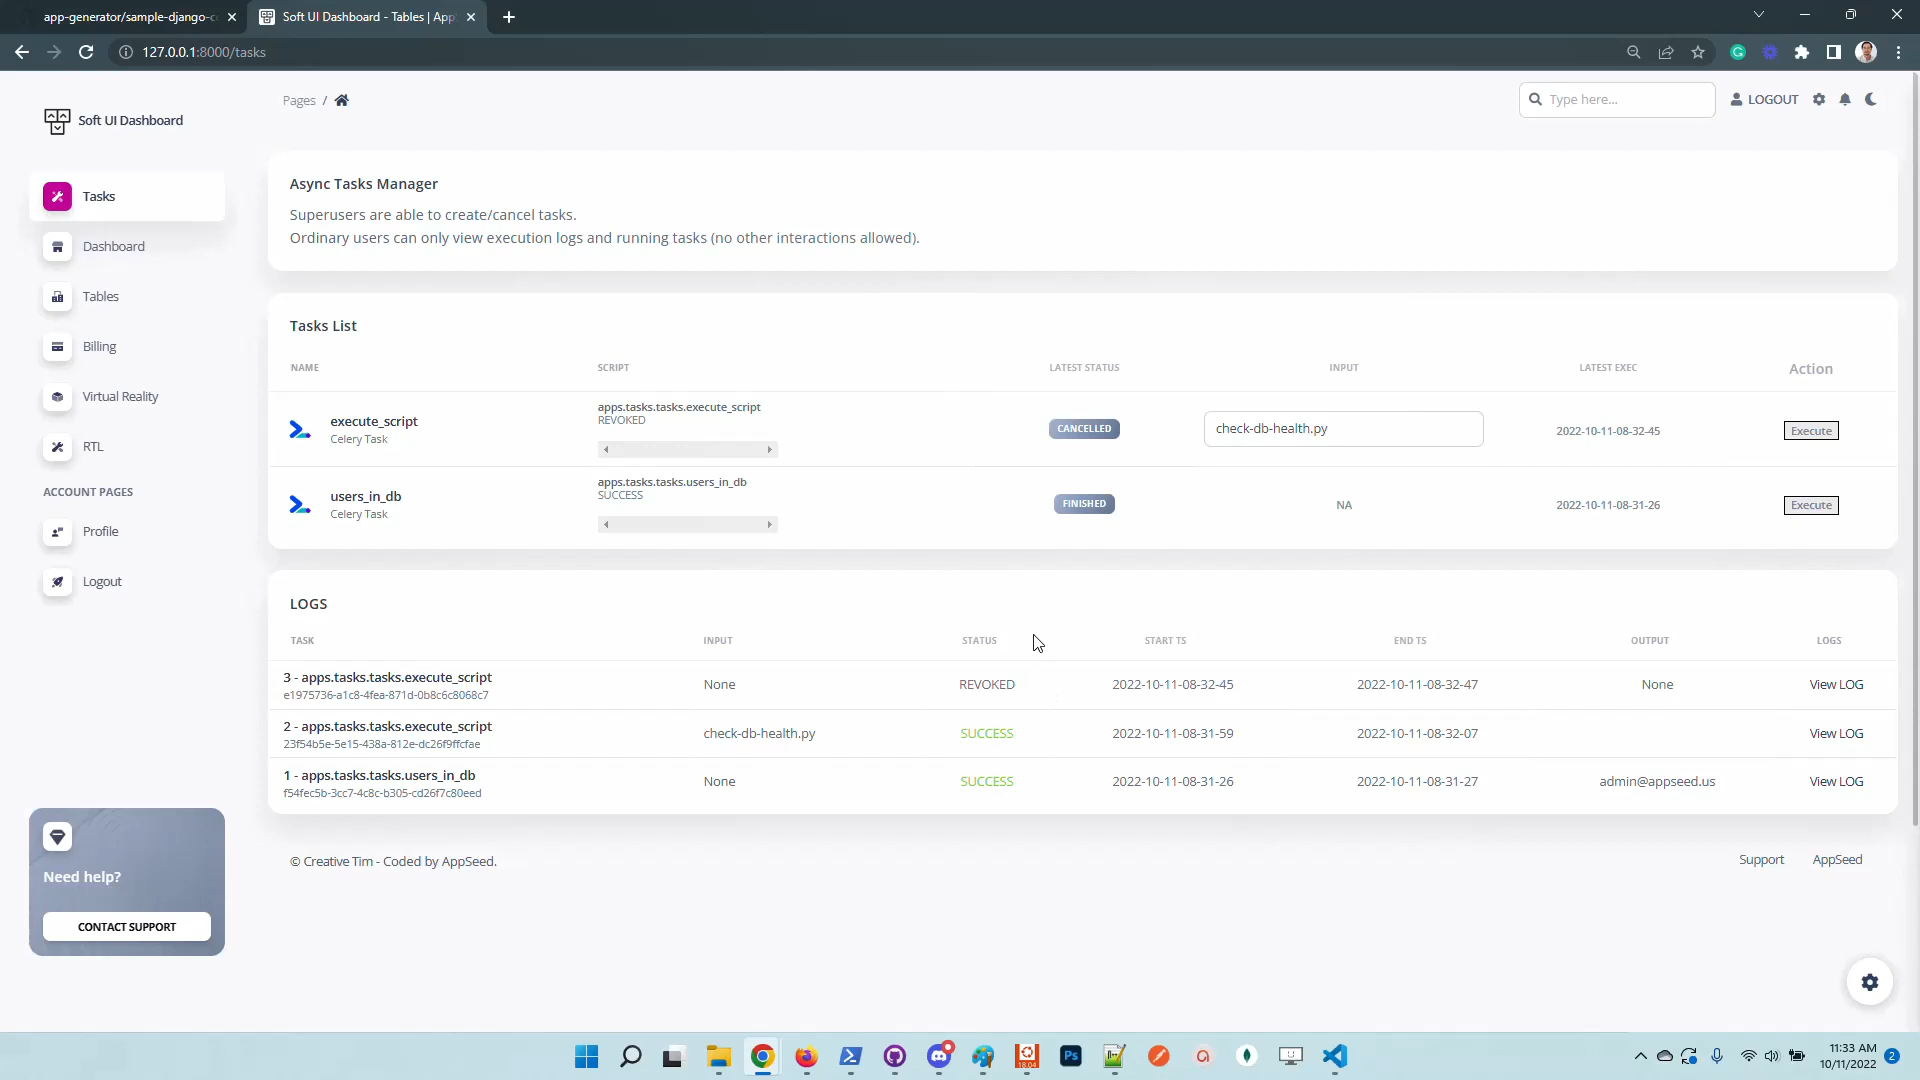 app-generator/sample-django-c
Soft UI Dashboard - Tables | App
127.0.0.1:8000/tasks
Soft UI Dashboard
Pages /
Type here...
LOGOUT
Tasks
Dashboard
Tables
Billing
Virtual Reality
RTL
ACCOUNT PAGES
Profile
Logout
Need help?
CONTACT SUPPORT
Async Tasks Manager
Superusers are able to create/cancel tasks.
Ordinary users can only view execution logs and running tasks (no other interactions allowed).
Tasks List
NAME SCRIPT LATEST STATUS INPUT LATEST EXEC Action
execute_script
Celery Task
apps.tasks.tasks.execute_script
REVOKED
CANCELLED
check-db-health.py
2022-10-11-08-32-45
Execute
users_in_db
Celery Task
apps.tasks.tasks.users_in_db
SUCCESS
FINISHED
NA
2022-10-11-08-31-26
Execute
LOGS
TASK INPUT STATUS START TS END TS OUTPUT LOGS
3 - apps.tasks.tasks.execute_script
e1975736-a1c8-4fea-871d-0b8c6c8068c7
None REVOKED 2022-10-11-08-32-45 2022-10-11-08-32-47 None View LOG
2 - apps.tasks.tasks.execute_script
23f54b5e-5e15-438a-812e-dc26f9ffcfae
check-db-health.py SUCCESS 2022-10-11-08-31-59 2022-10-11-08-32-07 View LOG
1 - apps.tasks.tasks.users_in_db
f54fec5b-3cc7-4c8c-b305-cd26f7c80eed
None SUCCESS 2022-10-11-08-31-26 2022-10-11-08-31-27 admin@appseed.us View LOG
© Creative Tim - Coded by AppSeed.
Support AppSeed
18.04
Ps
11:33 AM
10/11/2022
2